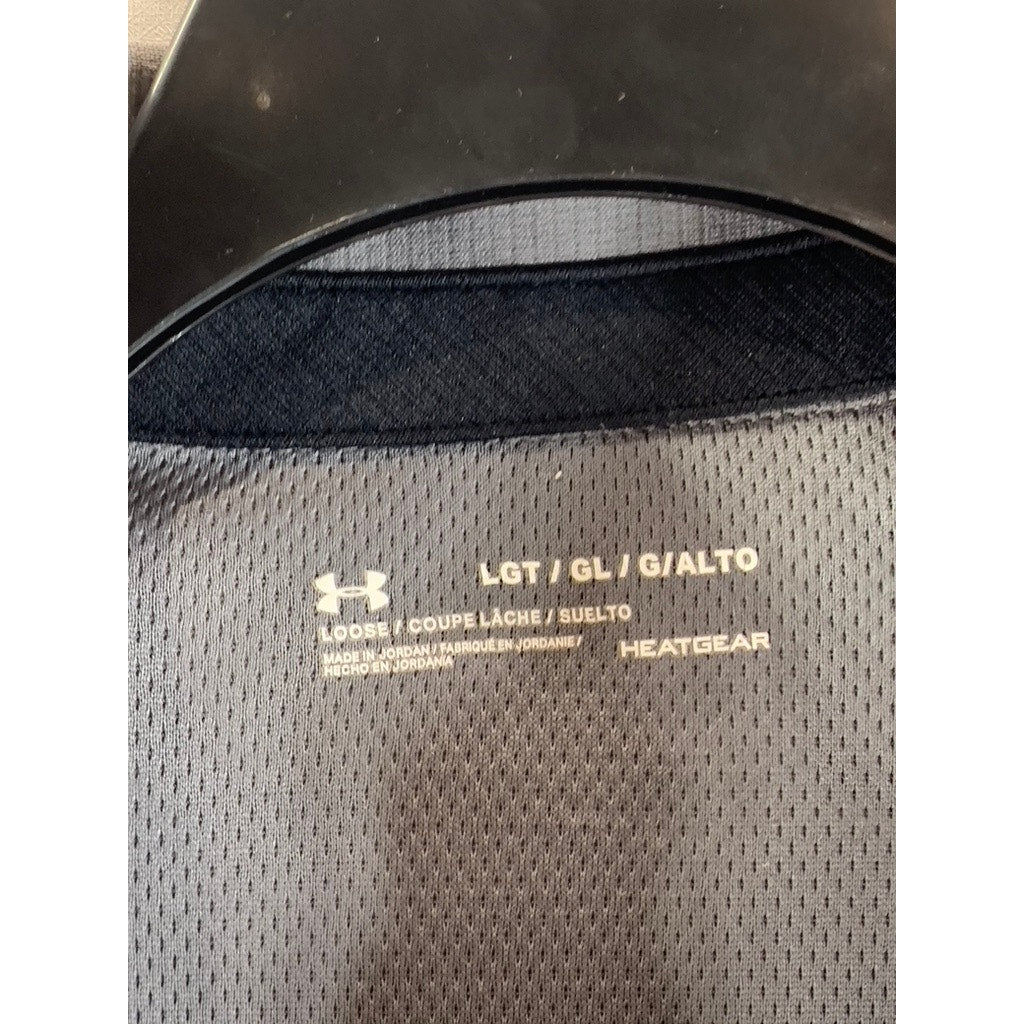 LGT / GL / G/ALTO
LOOSE / COUPE LÂCHE / SUELTO
MADE IN JORDAN / FABRIQUÉ EN JORDANIE /
HECHO EN JORDANIA
HEATGEAR